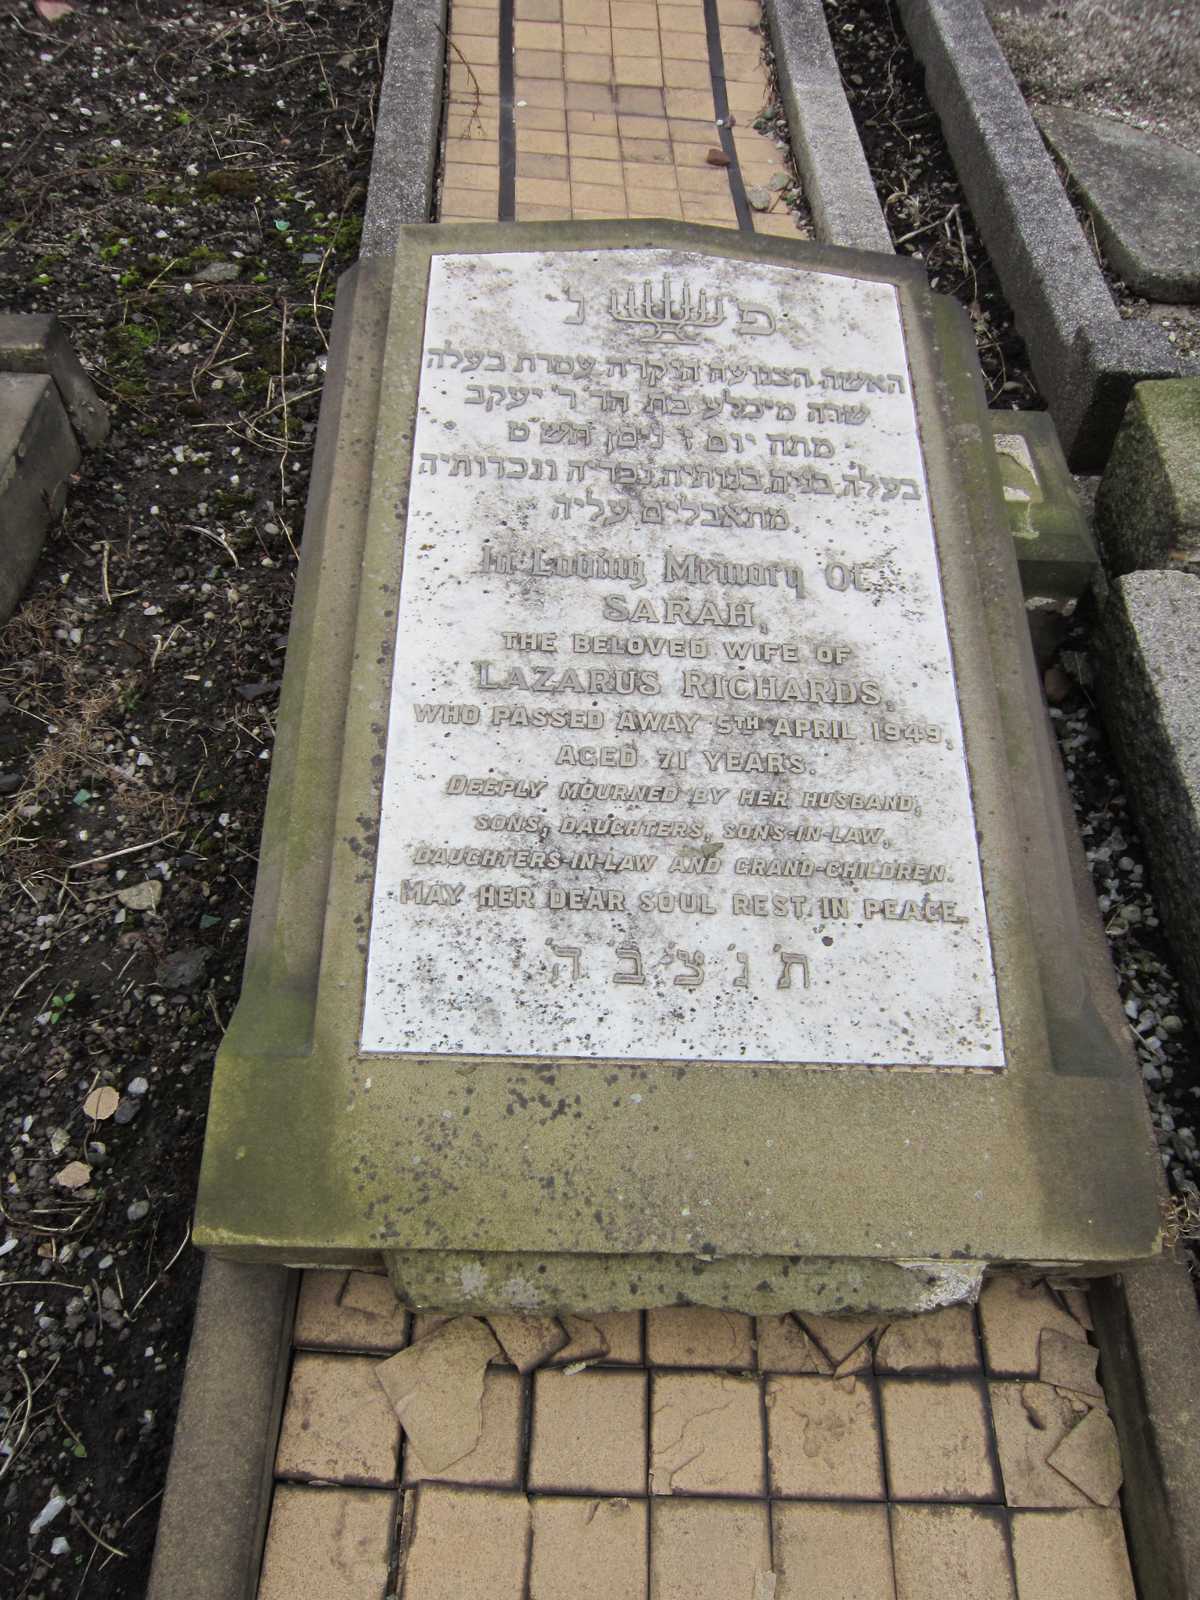 פ ל
האשה הצנועה היקרה עטרת בעלה
שרה מיכלע בת הר ר יעקב
מתה יום ו ניסן תש ט
בעלה בניה בנותיה נכדיה ונכדותיה
מתאבלים עליה
In Loving Memory Of
SARAH,
THE BELOVED WIFE OF
LAZARUS RICHARDS,
WHO PASSED AWAY 5TH APRIL 1949,
AGED 71 YEARS.
DEEPLY MOURNED BY HER HUSBAND,
SONS, DAUGHTERS, SONS-IN-LAW,
DAUGHTERS-IN-LAW AND GRAND-CHILDREN.
MAY HER DEAR SOUL REST IN PEACE.
ת נ צ ב ה